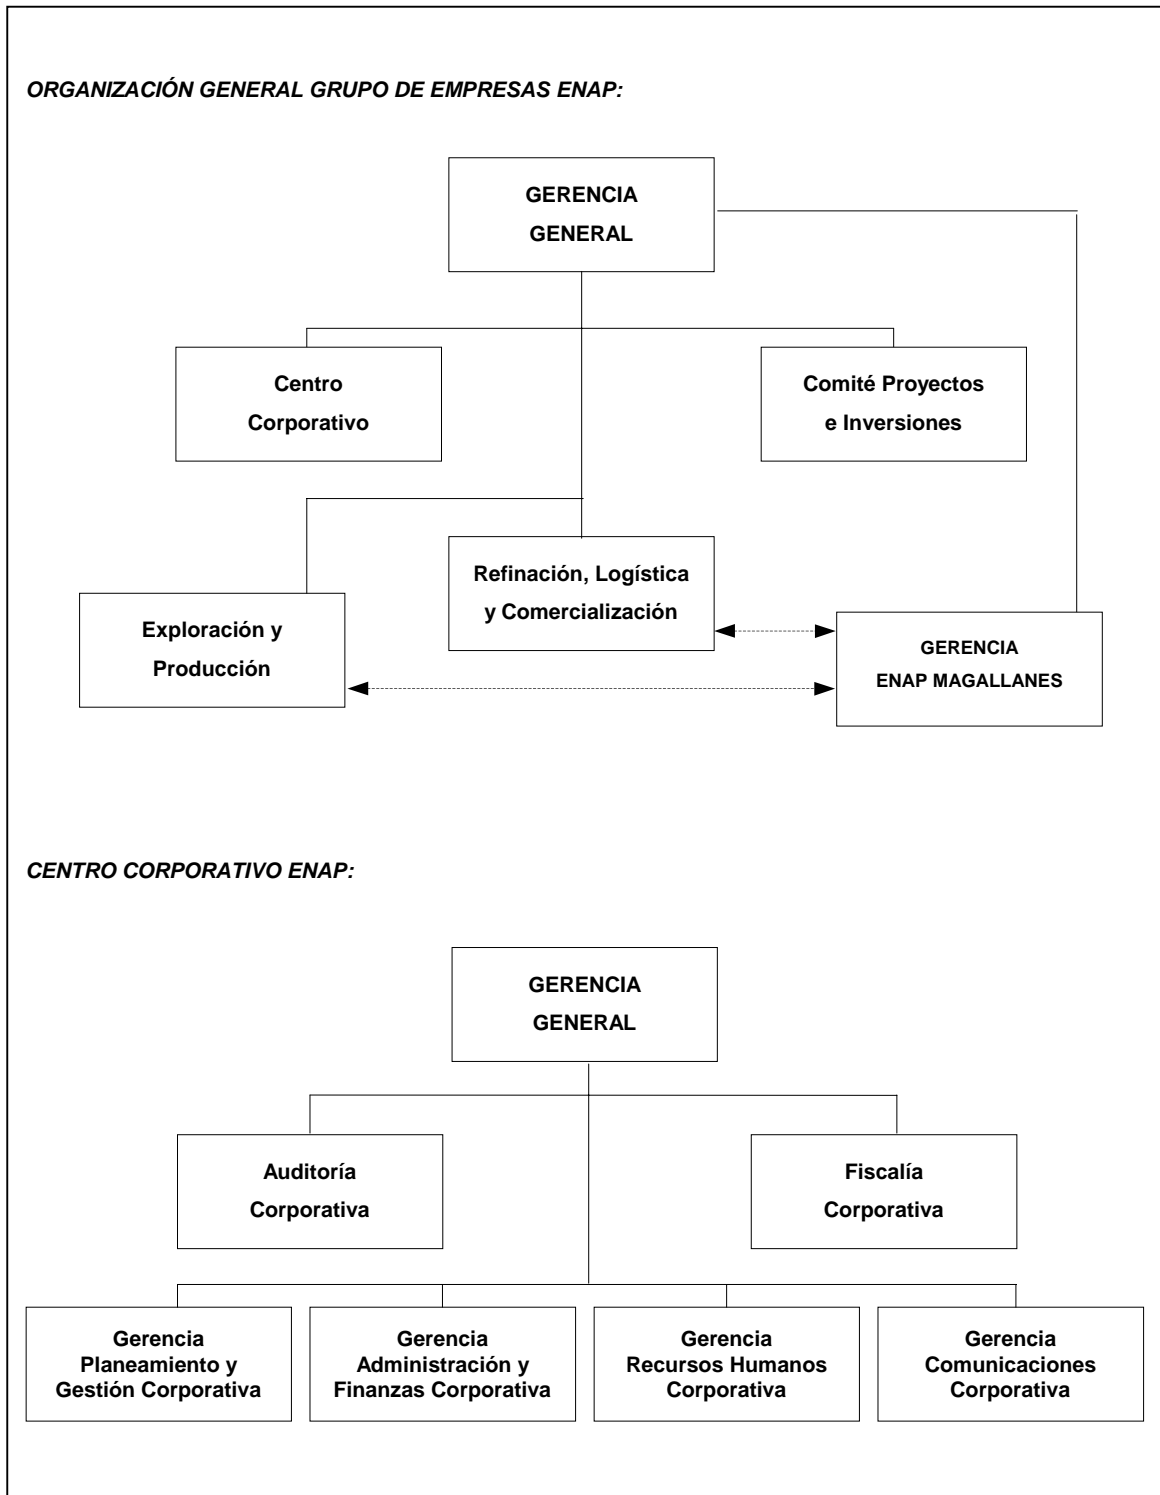 ORGANIZACIÓN GENERAL GRUPO DE EMPRESAS ENAP:
GERENCIA
GENERAL
Centro
Corporativo
Comité Proyectos
e Inversiones
Refinación, Logística
y Comercialización
Exploración y
Producción
GERENCIA
ENAP MAGALLANES
CENTRO CORPORATIVO ENAP:
GERENCIA
GENERAL
Auditoría
Corporativa
Fiscalía
Corporativa
Gerencia
Planeamiento y
Gestión Corporativa
Gerencia
Administración y
Finanzas Corporativa
Gerencia
Recursos Humanos
Corporativa
Gerencia
Comunicaciones
Corporativa